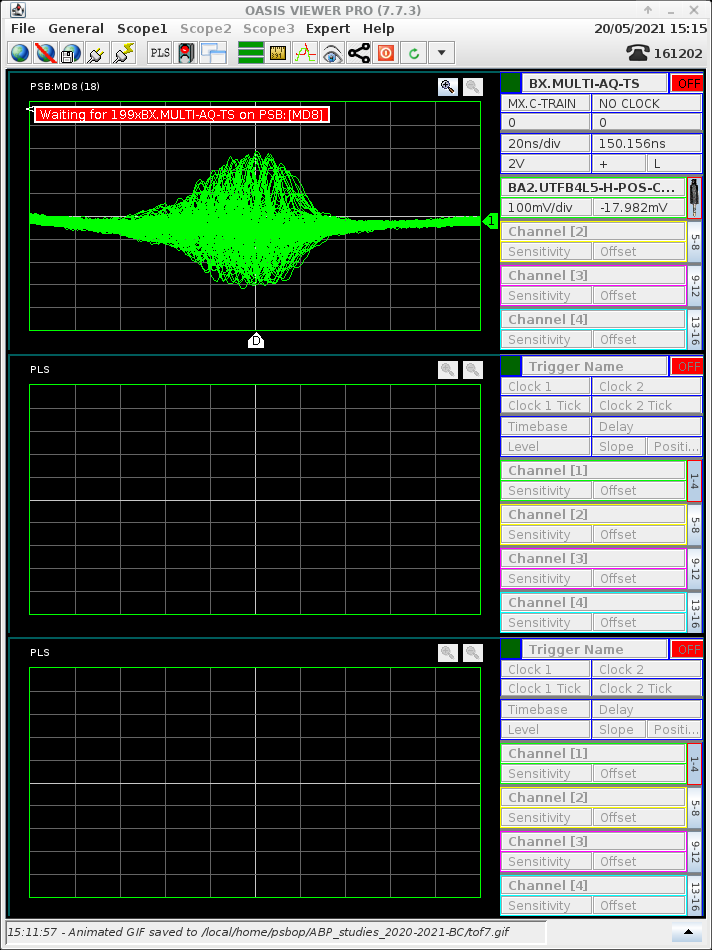 OASIS VIEWER PRO (7.7.3)
File General Scope1 Scope2 Scope3 Expert Help 20/05/2021 15:15
PLS 161202
PSB:MD8 (18)
Waiting for 199xBX.MULTI-AQ-TS on PSB:[MD8]
1
D
BX.MULTI-AQ-TS OFF
MX.C-TRAIN NO CLOCK
0 0
20ns/div 150.156ns
2V + L
BA2.UTFB4L5-H-POS-C...
100mV/div -17.982mV
Channel [2] 5-8
Sensitivity Offset
Channel [3] 9-12
Sensitivity Offset
Channel [4] 13-16
Sensitivity Offset
PLS
Trigger Name OFF
Clock 1 Clock 2
Clock 1 Tick Clock 2 Tick
Timebase Delay
Level Slope Positi...
Channel [1] 1-4
Sensitivity Offset
Channel [2] 5-8
Sensitivity Offset
Channel [3] 9-12
Sensitivity Offset
Channel [4] 13-16
Sensitivity Offset
PLS
Trigger Name OFF
Clock 1 Clock 2
Clock 1 Tick Clock 2 Tick
Timebase Delay
Level Slope Positi...
Channel [1] 1-4
Sensitivity Offset
Channel [2] 5-8
Sensitivity Offset
Channel [3] 9-12
Sensitivity Offset
Channel [4] 13-16
Sensitivity Offset
15:11:57 - Animated GIF saved to /local/home/psbop/ABP_studies_2020-2021-BC/tof7.gif